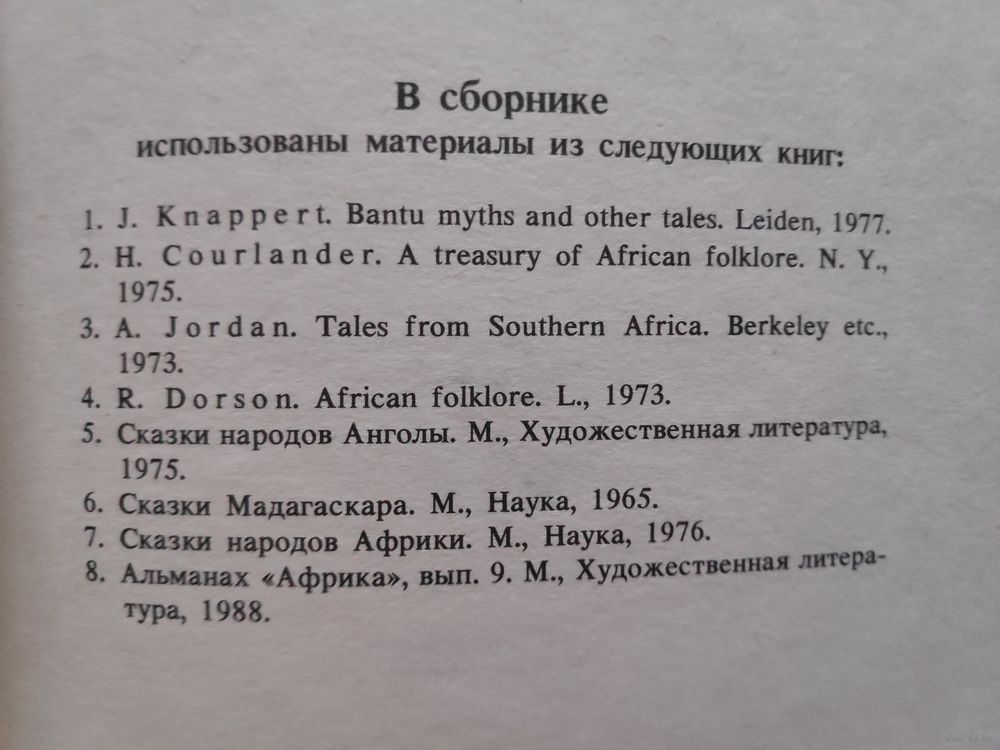 В сборнике
использованы материалы из следующих книг:
1. J. Knappert. Bantu myths and other tales. Leiden, 1977.
2. H. Courlander. A treasury of African folklore. N. Y.,
1975.
3. A. Jordan. Tales from Southern Africa. Berkeley etc.,
1973.
4. R. Dorson. African folklore. L., 1973.
5. Сказки народов Анголы. М., Художественная литература,
1975.
6. Сказки Мадагаскара. М., Наука, 1965.
7. Сказки народов Африки. М., Наука, 1976.
8. Альманах «Африка», вып. 9. М., Художественная литера-
тура, 1988.